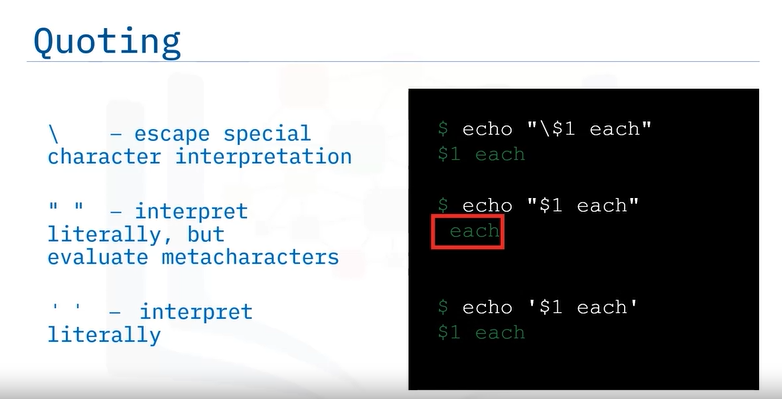 Quoting
\ – escape special
character interpretation
" " – interpret
literally, but
evaluate metacharacters
' ' – interpret
literally
$ echo "\$1 each"
$1 each
$ echo "$1 each"
each
$ echo '$1 each'
$1 each